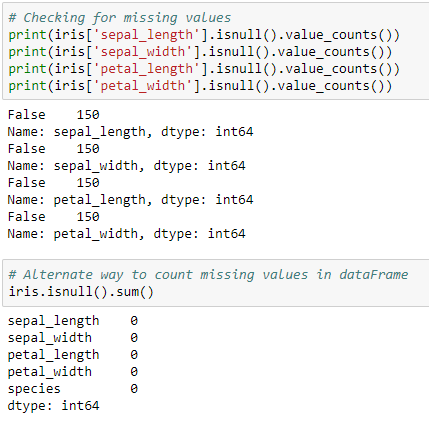 # Checking for missing values
print(iris['sepal_length'].isnull().value_counts())
print(iris['sepal_width'].isnull().value_counts())
print(iris['petal_length'].isnull().value_counts())
print(iris['petal_width'].isnull().value_counts())
False    150
Name: sepal_length, dtype: int64
False    150
Name: sepal_width, dtype: int64
False    150
Name: petal_length, dtype: int64
False    150
Name: petal_width, dtype: int64
# Alternate way to count missing values in dataFrame
iris.isnull().sum()
sepal_length    0
sepal_width     0
petal_length    0
petal_width     0
species         0
dtype: int64